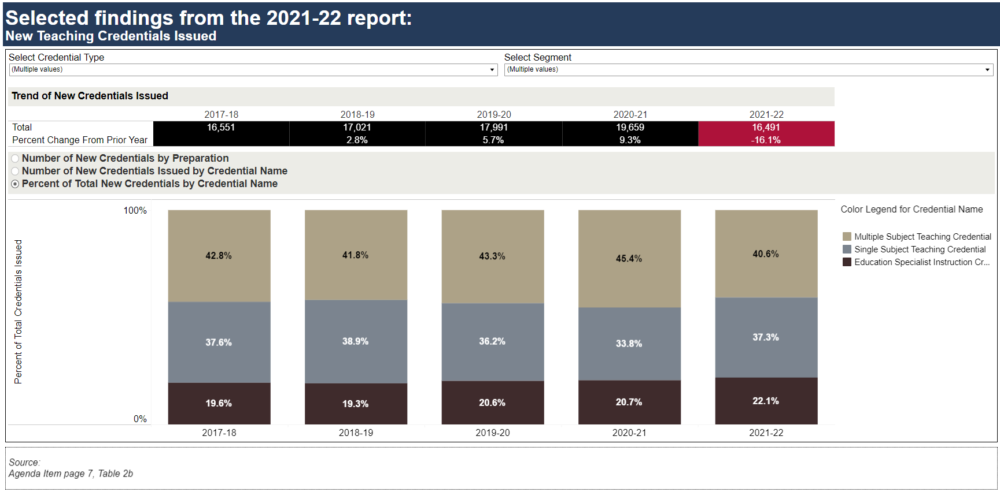 Selected findings from the 2021-22 report:
New Teaching Credentials Issued
Select Credential Type
Select Segment
(Multiple values)
(Multiple values)
Trend of New Credentials Issued
2017-18 2018-19 2019-20 2020-21 2021-22
Total 16,551 17,021 17,991 19,659 16,491
Percent Change From Prior Year 2.8% 5.7% 9.3% -16.1%
Number of New Credentials by Preparation
Number of New Credentials Issued by Credential Name
Percent of Total New Credentials by Credential Name
Percent of Total Credentials Issued
100%
0%
42.8% 41.8% 43.3% 45.4% 40.6%
37.6% 38.9% 36.2% 33.8% 37.3%
19.6% 19.3% 20.6% 20.7% 22.1%
2017-18 2018-19 2019-20 2020-21 2021-22
Color Legend for Credential Name
Multiple Subject Teaching Credential
Single Subject Teaching Credential
Education Specialist Instruction Cr...
Source:
Agenda Item page 7, Table 2b